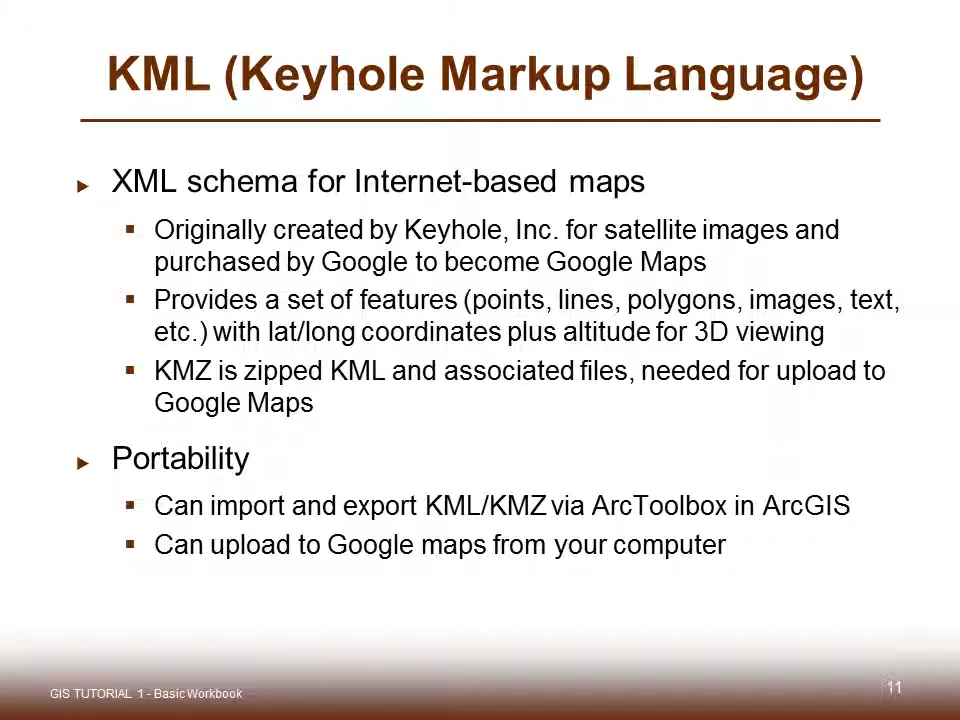 KML (Keyhole Markup Language)
XML schema for Internet-based maps
Originally created by Keyhole, Inc. for satellite images and
purchased by Google to become Google Maps
Provides a set of features (points, lines, polygons, images, text,
etc.) with lat/long coordinates plus altitude for 3D viewing
KMZ is zipped KML and associated files, needed for upload to
Google Maps
Portability
Can import and export KML/KMZ via ArcToolbox in ArcGIS
Can upload to Google maps from your computer
GIS TUTORIAL 1 - Basic Workbook
11